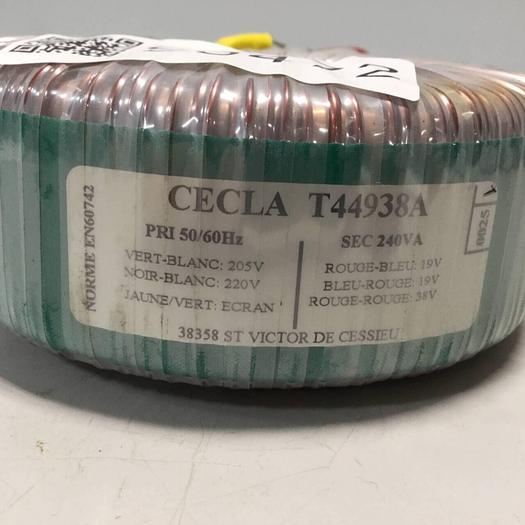 CECLA T44938A
NORME EN60742
PRI 50/60Hz
VERT-BLANC: 205V
NOIR-BLANC: 220V
JAUNE/VERT: ECRAN
SEC 240VA
ROUGE-BLEU: 19V
BLEU-ROUGE: 19V
ROUGE-ROUGE: 38V
0025
38358 ST VICTOR DE CESSIEU